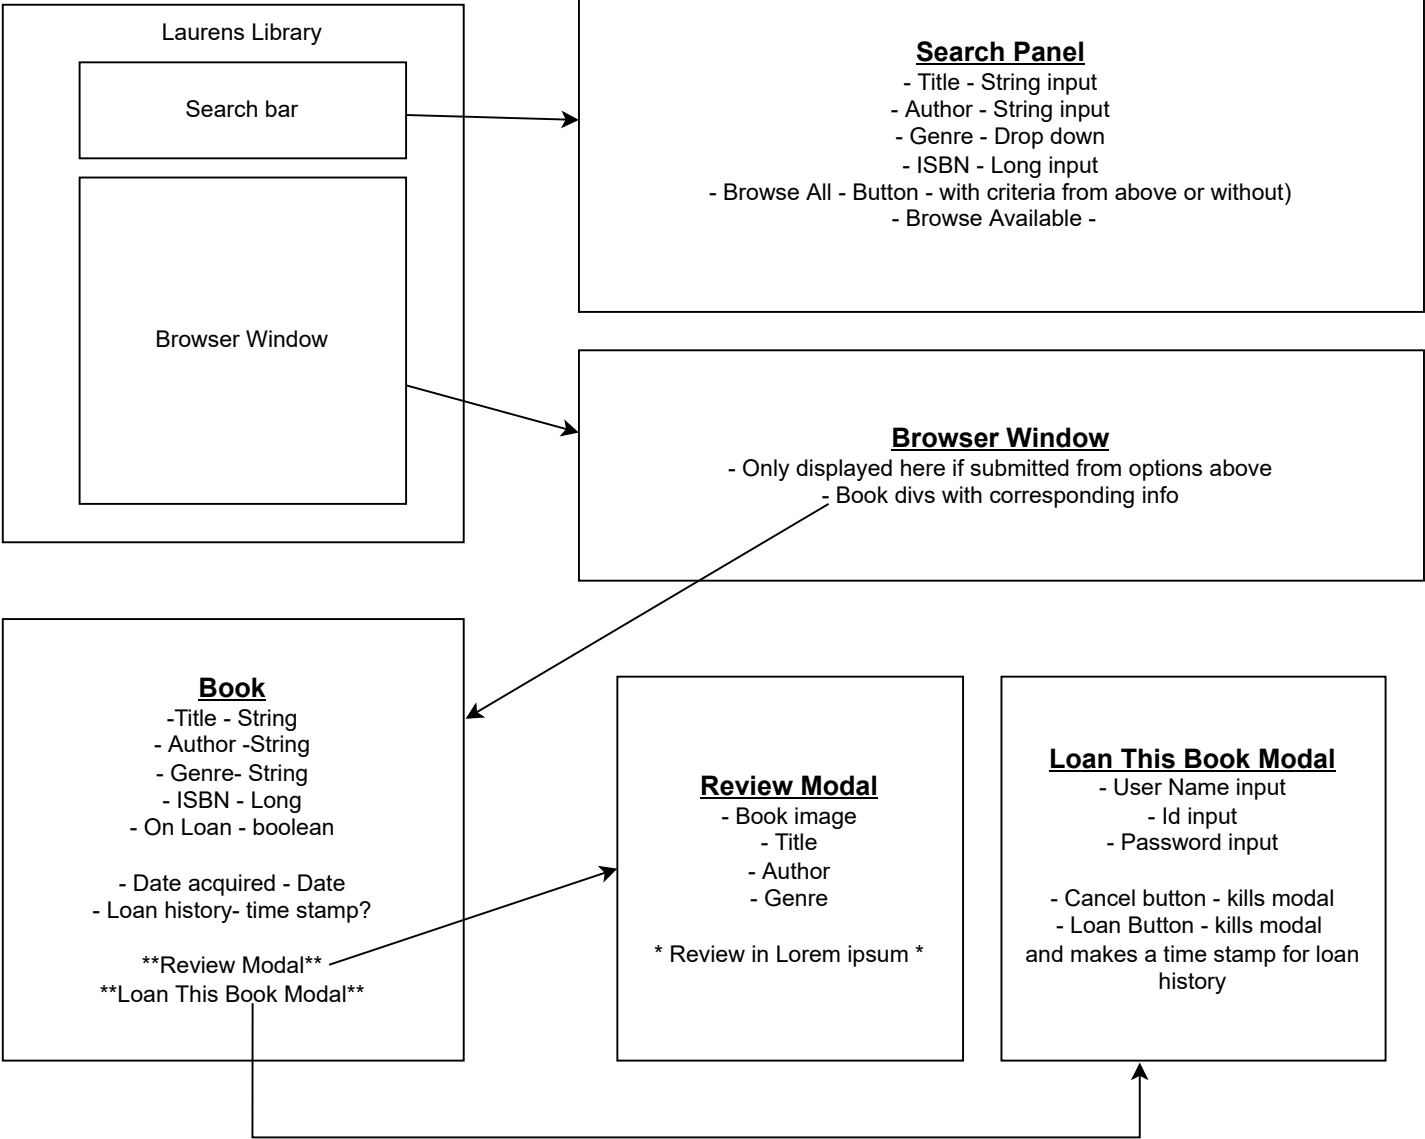 Laurens Library
Search bar
Browser Window
Search Panel
- Title - String input
- Author - String input
- Genre - Drop down
- ISBN - Long input
- Browse All - Button - with criteria from above or without)
- Browse Available -
Browser Window
- Only displayed here if submitted from options above
- Book divs with corresponding info
Book
-Title - String
- Author -String
- Genre- String
- ISBN - Long
- On Loan - boolean
- Date acquired - Date
- Loan history- time stamp?
**Review Modal**
**Loan This Book Modal**
Review Modal
- Book image
- Title
- Author
- Genre
* Review in Lorem ipsum *
Loan This Book Modal
- User Name input
- Id input
- Password input
- Cancel button - kills modal
- Loan Button - kills modal
and makes a time stamp for loan
history